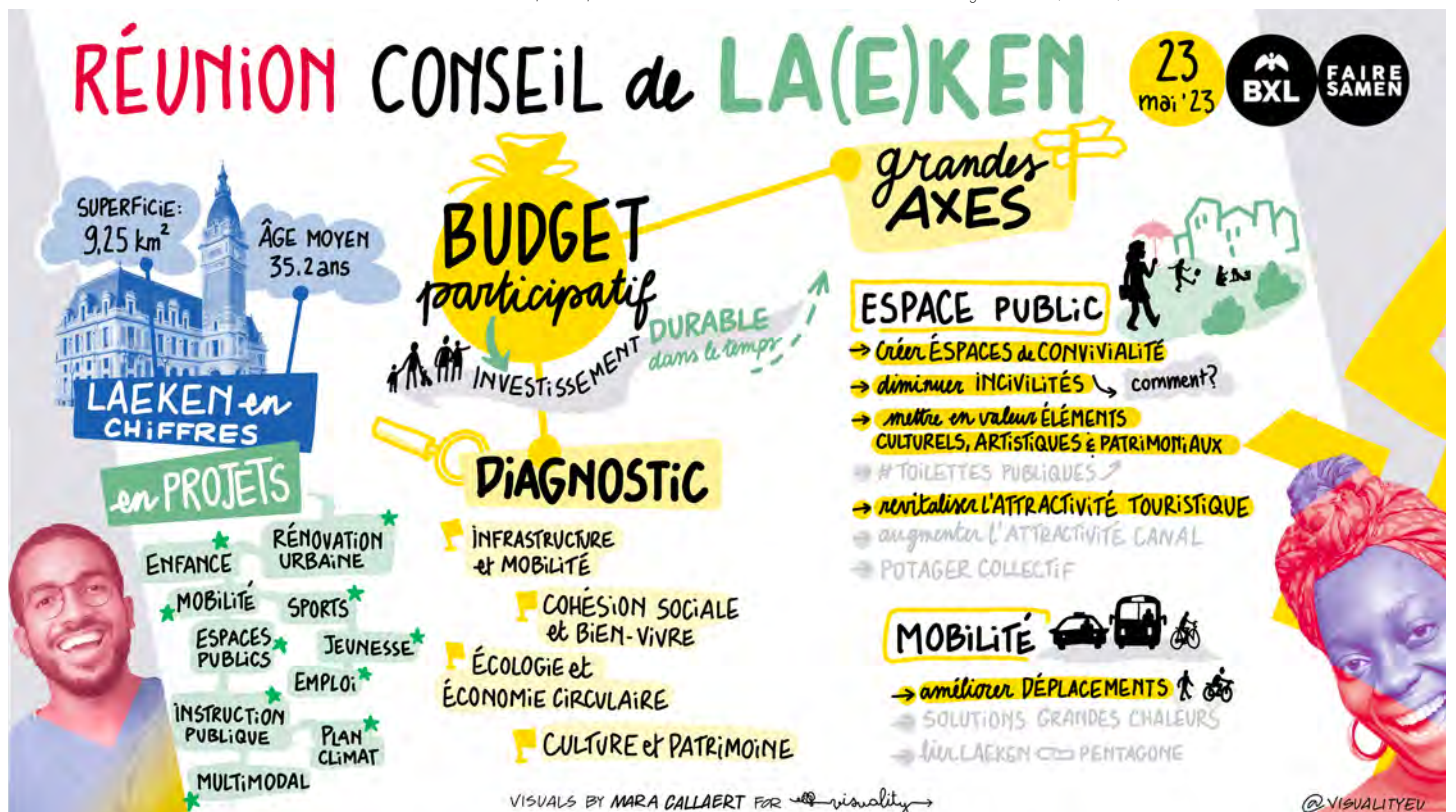 RÉUNION CONSEIL de LA(E)KEN
23
mai '23
BXL
FAIRE
SAMEN
SUPERFICIE:
9,25 km²
ÂGE MOYEN
35.2 ans
LAEKEN en
CHIFFRES
en PROJETS
ENFANCE
RÉNOVATION
URBAINE
MOBILITÉ
SPORTS
ESPACES
PUBLICS
JEUNESSE
EMPLOI
INSTRUCTION
PUBLIQUE
PLAN
CLIMAT
MULTIMODAL
BUDGET
participatif
INVESTISSEMENT
DURABLE
dans le temps
DIAGNOSTIC
INFRASTRUCTURE
et MOBILITÉ
COHÉSION SOCIALE
et BIEN-VIVRE
ÉCOLOGIE et
ÉCONOMIE CIRCULAIRE
CULTURE et PATRIMOINE
grandes
AXES
ESPACE PUBLIC
→ Créer ÉSPACES de CONVIVIALITÉ
→ diminuer INCIVILITÉS comment?
→ mettre en valeur ÉLÉMENTS
CULTURELS, ARTISTIQUES & PATRIMONIAUX
→ # TOILETTES PUBLIQUES ↗
→ revitaliser L'ATTRACTIVITÉ TOURISTIQUE
→ augmenter L'ATTRACTIVITÉ CANAL
→ POTAGER COLLECTIF
MOBILITÉ
→ améliorer DÉPLACEMENTS
→ SOLUTIONS GRANDES CHALEURS
→ lier LAEKEN PENTAGONE
VISUALS BY MARA CALLAERT FOR visuality
@VISUALITYEU